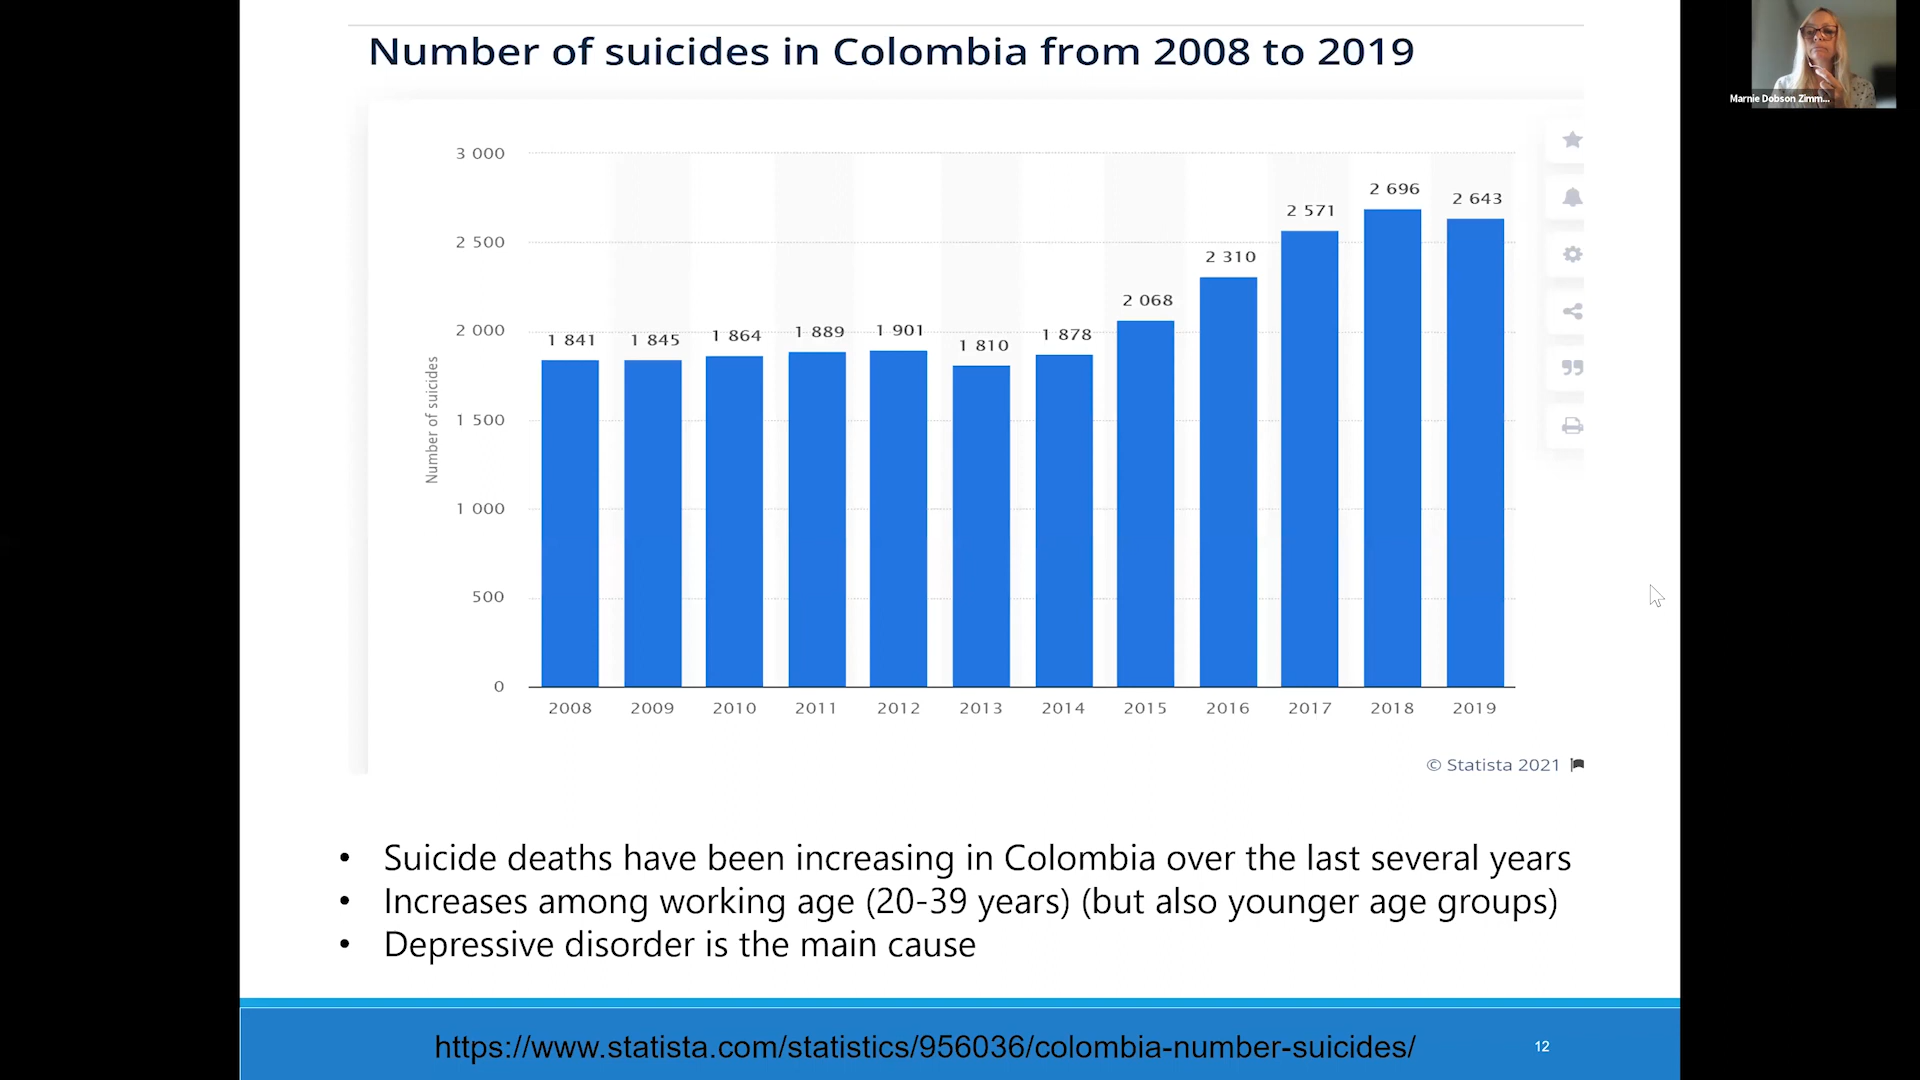 Number of suicides in Colombia from 2008 to 2019
Marnie Dobson Zimm...
3 000
2 500
2 000
1 500
1 000
500
0
Number of suicides
1 841
1 845
1 864
1 889
1 901
1 810
1 878
2 068
2 310
2 571
2 696
2 643
2008 2009 2010 2011 2012 2013 2014 2015 2016 2017 2018 2019
© Statista 2021
• Suicide deaths have been increasing in Colombia over the last several years
• Increases among working age (20-39 years) (but also younger age groups)
• Depressive disorder is the main cause
https://www.statista.com/statistics/956036/colombia-number-suicides/
12